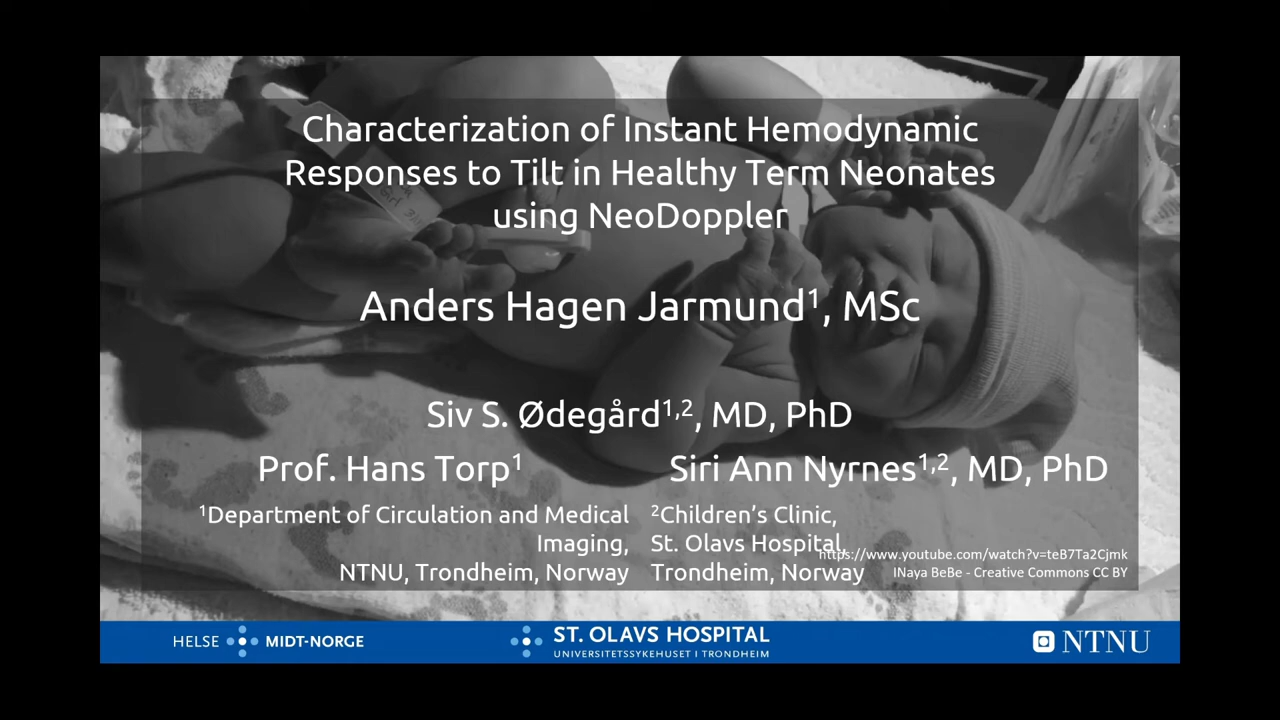 Characterization of Instant Hemodynamic
Responses to Tilt in Healthy Term Neonates
using NeoDoppler
Anders Hagen Jarmund¹, MSc
Siv S. Ødegård¹,², MD, PhD
Prof. Hans Torp¹
Siri Ann Nyrnes¹,², MD, PhD
¹Department of Circulation and Medical
Imaging,
NTNU, Trondheim, Norway
²Children’s Clinic,
St. Olavs Hospital,
Trondheim, Norway
https://www.youtube.com/watch?v=teB7Ta2Cjmk
INaya BeBe - Creative Commons CC BY
HELSE MIDT-NORGE
ST. OLAVS HOSPITAL
UNIVERSITETSSYKEHUSET I TRONDHEIM
NTNU